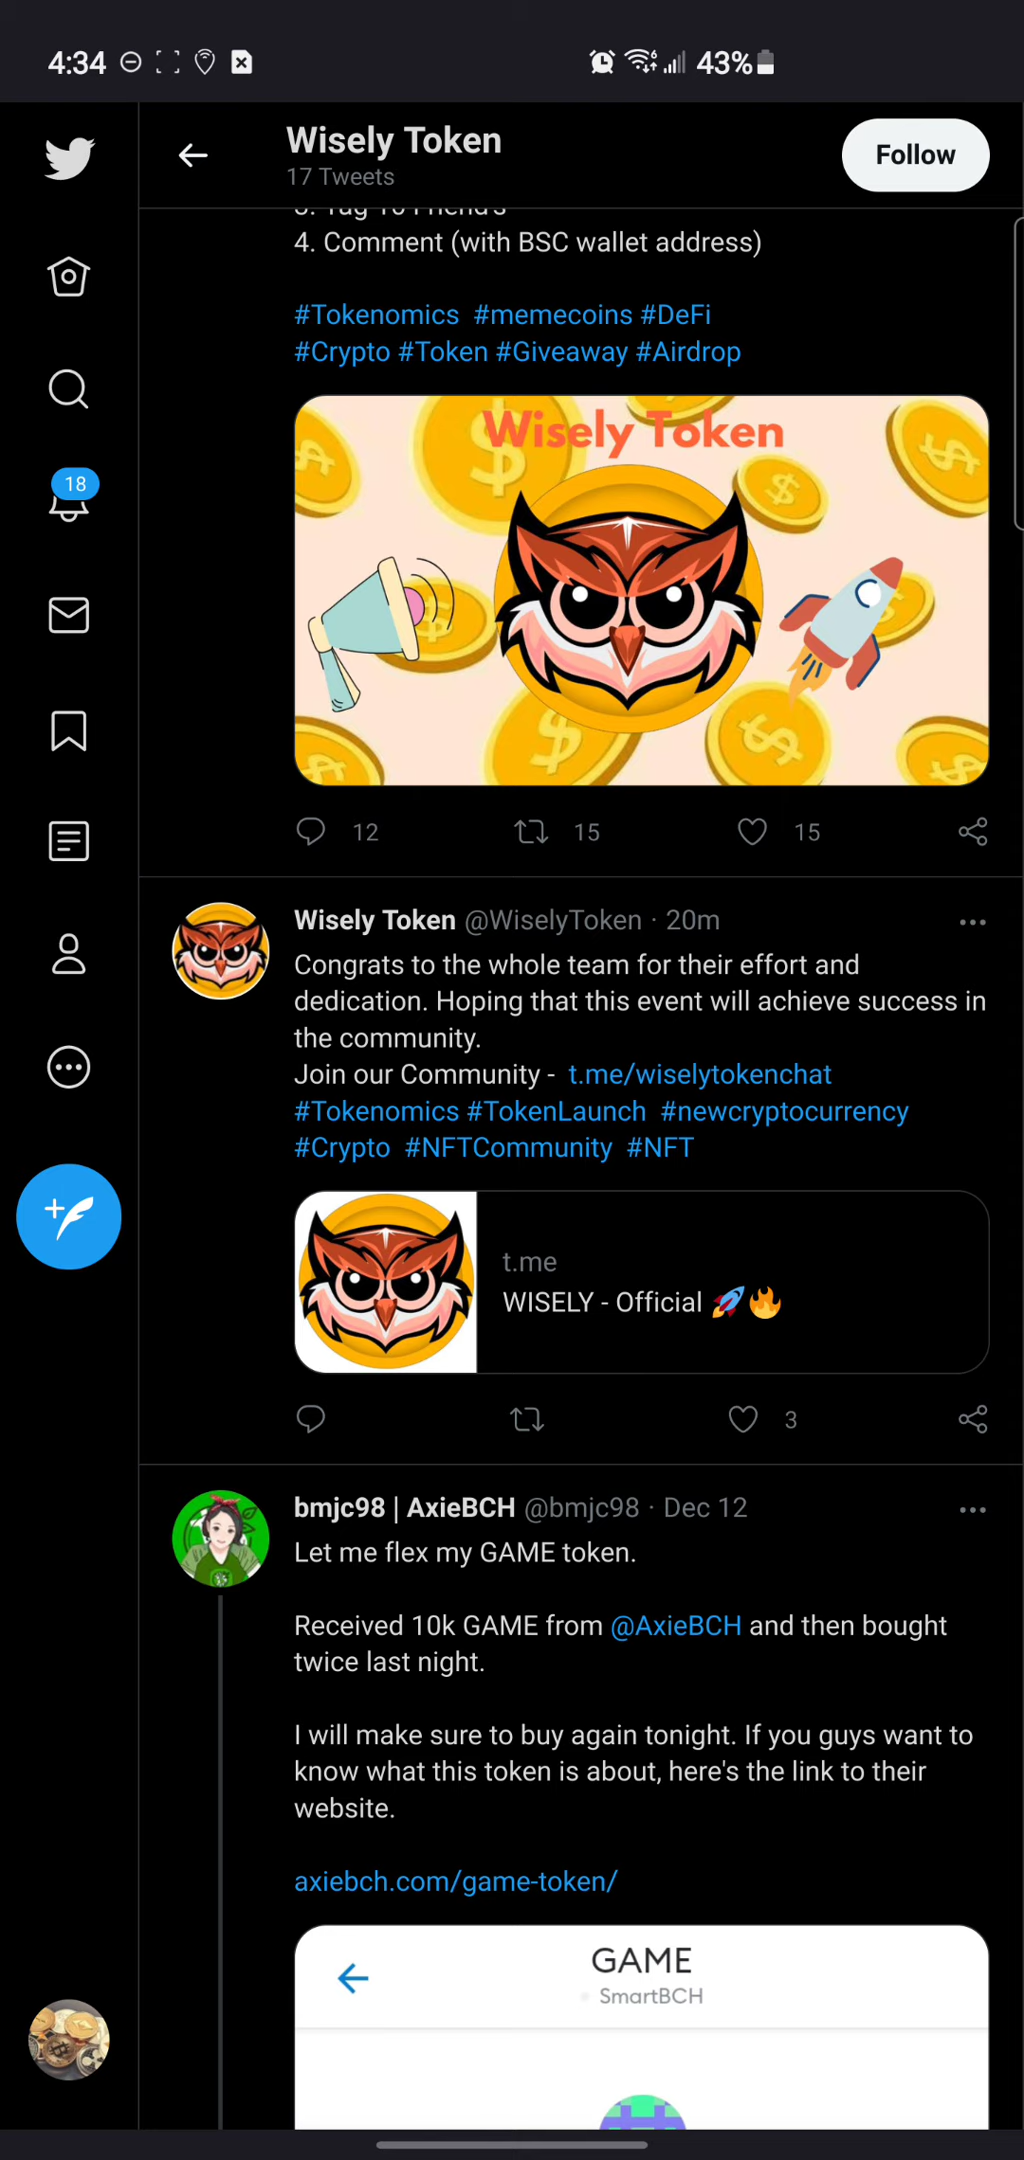 4:34
43%
Wisely Token
17 Tweets
Follow
3. Tag 10 Friend's
4. Comment (with BSC wallet address)
#Tokenomics #memecoins #DeFi
#Crypto #Token #Giveaway #Airdrop
Wisely Token
18
12
15
15
Wisely Token @WiselyToken · 20m
Congrats to the whole team for their effort and
dedication. Hoping that this event will achieve success in
the community.
Join our Community - t.me/wiselytokenchat
#Tokenomics #TokenLaunch #newcryptocurrency
#Crypto #NFTCommunity #NFT
t.me
WISELY - Official 🚀🔥
3
bmjc98 | AxieBCH @bmjc98 · Dec 12
Let me flex my GAME token.
Received 10k GAME from @AxieBCH and then bought
twice last night.
I will make sure to buy again tonight. If you guys want to
know what this token is about, here's the link to their
website.
axiebch.com/game-token/
GAME
SmartBCH